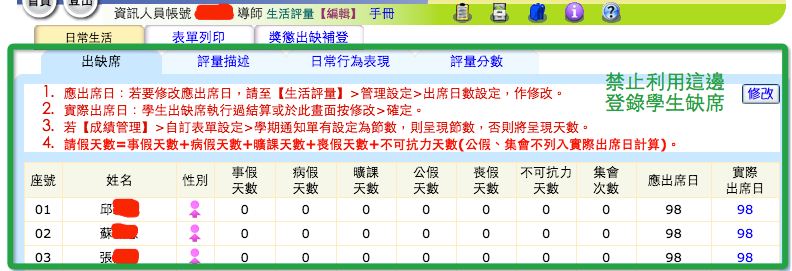 首頁 登出
資訊人員帳號 導師 生活評量【編輯】 手冊
日常生活 表單列印 獎懲出缺補登
出缺席 評量描述 日常行為表現 評量分數
禁止利用這邊
登錄學生缺席
修改
1. 應出席日：若要修改應出席日，請至【生活評量】>管理設定>出席日數設定，作修改。
2. 實際出席日：學生出缺席執行過結算或於此畫面按修改>確定。
3. 若【成績管理】>自訂表單設定>學期通知單有設定為節數，則呈現節數，否則將呈現天數。
4. 請假天數=事假天數+病假天數+曠課天數+喪假天數+不可抗力天數(公假、集會不列入實際出席日計算)。
座號 姓名 性別 事假天數 病假天數 曠課天數 公假天數 喪假天數 不可抗力天數 集會次數 應出席日 實際出席日
01 邱 0 0 0 0 0 0 0 98 98
02 蘇 0 0 0 0 0 0 0 98 98
03 張 0 0 0 0 0 0 0 98 98